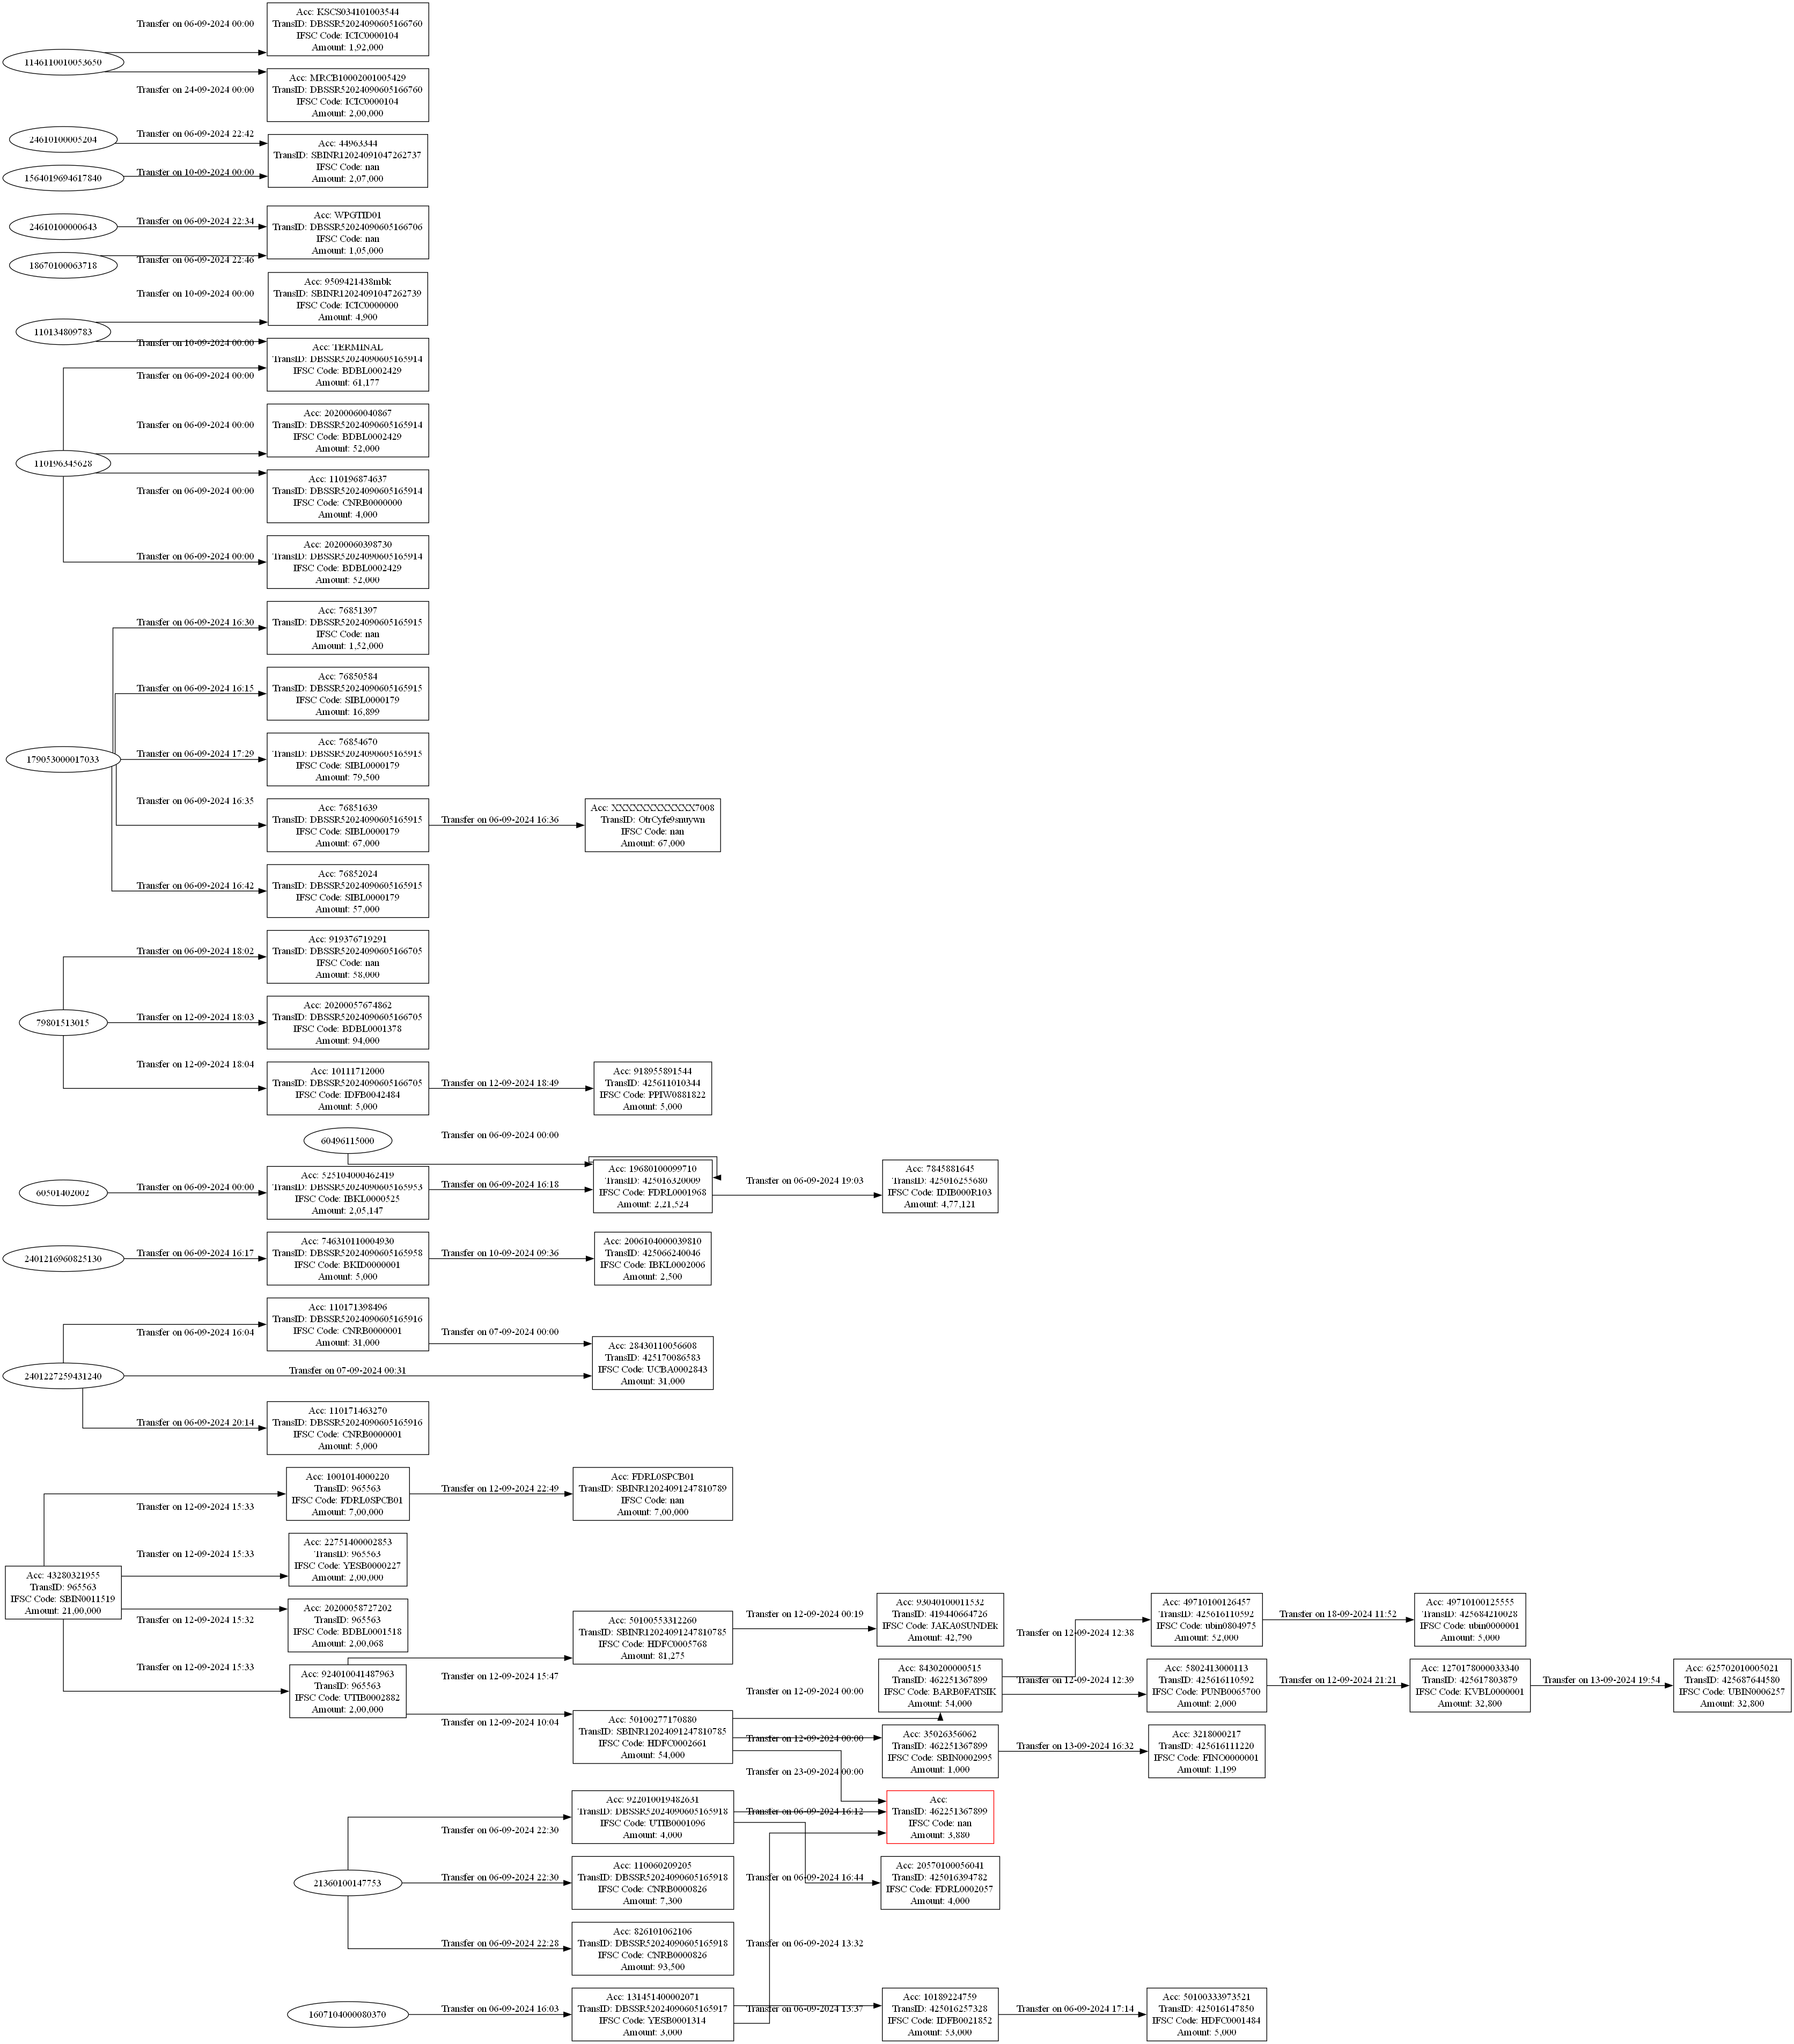 Transfer on 06-09-2024 00:00
Acc: KSCS034101003544
TransID: DBSSR52024090605166760
IFSC Code: ICIC0000104
Amount: 1,92,000
1146110010053650
Acc: MRCB10002001005429
TransID: DBSSR52024090605166760
IFSC Code: ICIC0000104
Amount: 2,00,000
Transfer on 24-09-2024 00:00
24610100005204
Transfer on 06-09-2024 22:42
Acc: 44963344
TransID: SBINR12024091047262737
IFSC Code: nan
Amount: 2,07,000
1564019694617840
Transfer on 10-09-2024 00:00
24610100000643
Transfer on 06-09-2024 22:34
Acc: WPGTID01
TransID: DBSSR52024090605166706
IFSC Code: nan
Amount: 1,05,000
18670100063718
Transfer on 06-09-2024 22:46
Transfer on 10-09-2024 00:00
Acc: 9509421438mbk
TransID: SBINR12024091047262739
IFSC Code: ICIC0000000
Amount: 4,900
110134809783
Transfer on 10-09-2024 00:00
Acc: TERMINAL
TransID: DBSSR52024090605165914
IFSC Code: BDBL0002429
Amount: 61,177
Transfer on 06-09-2024 00:00
Transfer on 06-09-2024 00:00
Acc: 20200060040867
TransID: DBSSR52024090605165914
IFSC Code: BDBL0002429
Amount: 52,000
110196345628
Transfer on 06-09-2024 00:00
Acc: 110196874637
TransID: DBSSR52024090605165914
IFSC Code: CNRB0000000
Amount: 4,000
Transfer on 06-09-2024 00:00
Acc: 20200060398730
TransID: DBSSR52024090605165914
IFSC Code: BDBL0002429
Amount: 52,000
Transfer on 06-09-2024 16:30
Acc: 76851397
TransID: DBSSR52024090605165915
IFSC Code: nan
Amount: 1,52,000
Transfer on 06-09-2024 16:15
Acc: 76850584
TransID: DBSSR52024090605165915
IFSC Code: SIBL0000179
Amount: 16,899
179053000017033
Transfer on 06-09-2024 17:29
Acc: 76854670
TransID: DBSSR52024090605165915
IFSC Code: SIBL0000179
Amount: 79,500
Transfer on 06-09-2024 16:35
Acc: 76851639
TransID: DBSSR52024090605165915
IFSC Code: SIBL0000179
Amount: 67,000
Transfer on 06-09-2024 16:36
Acc: XXXXXXXXXXXXX7008
TransID: OtrCyfe9snuywn
IFSC Code: nan
Amount: 67,000
Transfer on 06-09-2024 16:42
Acc: 76852024
TransID: DBSSR52024090605165915
IFSC Code: SIBL0000179
Amount: 57,000
Transfer on 06-09-2024 18:02
Acc: 919376719291
TransID: DBSSR52024090605166705
IFSC Code: nan
Amount: 58,000
79801513015
Transfer on 12-09-2024 18:03
Acc: 20200057674862
TransID: DBSSR52024090605166705
IFSC Code: BDBL0001378
Amount: 94,000
Transfer on 12-09-2024 18:04
Acc: 10111712000
TransID: DBSSR52024090605166705
IFSC Code: IDFB0042484
Amount: 5,000
Transfer on 12-09-2024 18:49
Acc: 918955891544
TransID: 425611010344
IFSC Code: PPIW0881822
Amount: 5,000
60496115000
Transfer on 06-09-2024 00:00
60501402002
Transfer on 06-09-2024 00:00
Acc: 525104000462419
TransID: DBSSR52024090605165953
IFSC Code: IBKL0000525
Amount: 2,05,147
Transfer on 06-09-2024 16:18
Acc: 19680100099710
TransID: 425016320009
IFSC Code: FDRL0001968
Amount: 2,21,524
Transfer on 06-09-2024 19:03
Acc: 7845881645
TransID: 425016255680
IFSC Code: IDIB000R103
Amount: 4,77,121
2401216960825130
Transfer on 06-09-2024 16:17
Acc: 746310110004930
TransID: DBSSR52024090605165958
IFSC Code: BKID0000001
Amount: 5,000
Transfer on 10-09-2024 09:36
Acc: 2006104000039810
TransID: 425066240046
IFSC Code: IBKL0002006
Amount: 2,500
Transfer on 06-09-2024 16:04
Acc: 110171398496
TransID: DBSSR52024090605165916
IFSC Code: CNRB0000001
Amount: 31,000
Transfer on 07-09-2024 00:00
Acc: 28430110056608
TransID: 425170086583
IFSC Code: UCBA0002843
Amount: 31,000
2401227259431240
Transfer on 07-09-2024 00:31
Transfer on 06-09-2024 20:14
Acc: 110171463270
TransID: DBSSR52024090605165916
IFSC Code: CNRB0000001
Amount: 5,000
Transfer on 12-09-2024 15:33
Acc: 1001014000220
TransID: 965563
IFSC Code: FDRL0SPCB01
Amount: 7,00,000
Transfer on 12-09-2024 22:49
Acc: FDRL0SPCB01
TransID: SBINR12024091247810789
IFSC Code: nan
Amount: 7,00,000
Transfer on 12-09-2024 15:33
Acc: 22751400002853
TransID: 965563
IFSC Code: YESB0000227
Amount: 2,00,000
Acc: 43280321955
TransID: 965563
IFSC Code: SBIN0011519
Amount: 21,00,000
Transfer on 12-09-2024 15:32
Acc: 20200058727202
TransID: 965563
IFSC Code: BDBL0001518
Amount: 2,00,068
Transfer on 12-09-2024 15:33
Acc: 924010041487963
TransID: 965563
IFSC Code: UTIB0002882
Amount: 2,00,000
Transfer on 12-09-2024 15:47
Acc: 50100553312260
TransID: SBINR12024091247810785
IFSC Code: HDFC0005768
Amount: 81,275
Transfer on 12-09-2024 00:19
Acc: 93040100011532
TransID: 419440664726
IFSC Code: JAKA0SUNDEk
Amount: 42,790
Transfer on 12-09-2024 10:04
Acc: 50100277170880
TransID: SBINR12024091247810785
IFSC Code: HDFC0002661
Amount: 54,000
Transfer on 12-09-2024 00:00
Acc: 8430200000515
TransID: 462251367899
IFSC Code: BARB0FATSIK
Amount: 54,000
Transfer on 12-09-2024 12:38
Acc: 49710100126457
TransID: 425616110592
IFSC Code: ubin0804975
Amount: 52,000
Transfer on 18-09-2024 11:52
Acc: 49710100125555
TransID: 425684210028
IFSC Code: ubin0000001
Amount: 5,000
Transfer on 12-09-2024 12:39
Acc: 5802413000113
TransID: 425616110592
IFSC Code: PUNB0065700
Amount: 2,000
Transfer on 12-09-2024 21:21
Acc: 1270178000033340
TransID: 425617803879
IFSC Code: KVBL0000001
Amount: 32,800
Transfer on 13-09-2024 19:54
Acc: 625702010005021
TransID: 425687644580
IFSC Code: UBIN0006257
Amount: 32,800
Transfer on 12-09-2024 00:00
Acc: 35026356062
TransID: 462251367899
IFSC Code: SBIN0002995
Amount: 1,000
Transfer on 13-09-2024 16:32
Acc: 3218000217
TransID: 425616111220
IFSC Code: FINO0000001
Amount: 1,199
Transfer on 23-09-2024 00:00
Acc:
TransID: 462251367899
IFSC Code: nan
Amount: 3,880
Transfer on 06-09-2024 22:30
Acc: 922010019482631
TransID: DBSSR52024090605165918
IFSC Code: UTIB0001096
Amount: 4,000
Transfer on 06-09-2024 16:12
21360100147753
Transfer on 06-09-2024 22:30
Acc: 110060209205
TransID: DBSSR52024090605165918
IFSC Code: CNRB0000826
Amount: 7,300
Transfer on 06-09-2024 16:44
Acc: 20570100056041
TransID: 425016394782
IFSC Code: FDRL0002057
Amount: 4,000
Transfer on 06-09-2024 22:28
Acc: 826101062106
TransID: DBSSR52024090605165918
IFSC Code: CNRB0000826
Amount: 93,500
Transfer on 06-09-2024 13:32
1607104000080370
Transfer on 06-09-2024 16:03
Acc: 131451400002071
TransID: DBSSR52024090605165917
IFSC Code: YESB0001314
Amount: 3,000
Transfer on 06-09-2024 13:37
Acc: 10189224759
TransID: 425016257328
IFSC Code: IDFB0021852
Amount: 53,000
Transfer on 06-09-2024 17:14
Acc: 50100333973521
TransID: 425016147850
IFSC Code: HDFC0001484
Amount: 5,000